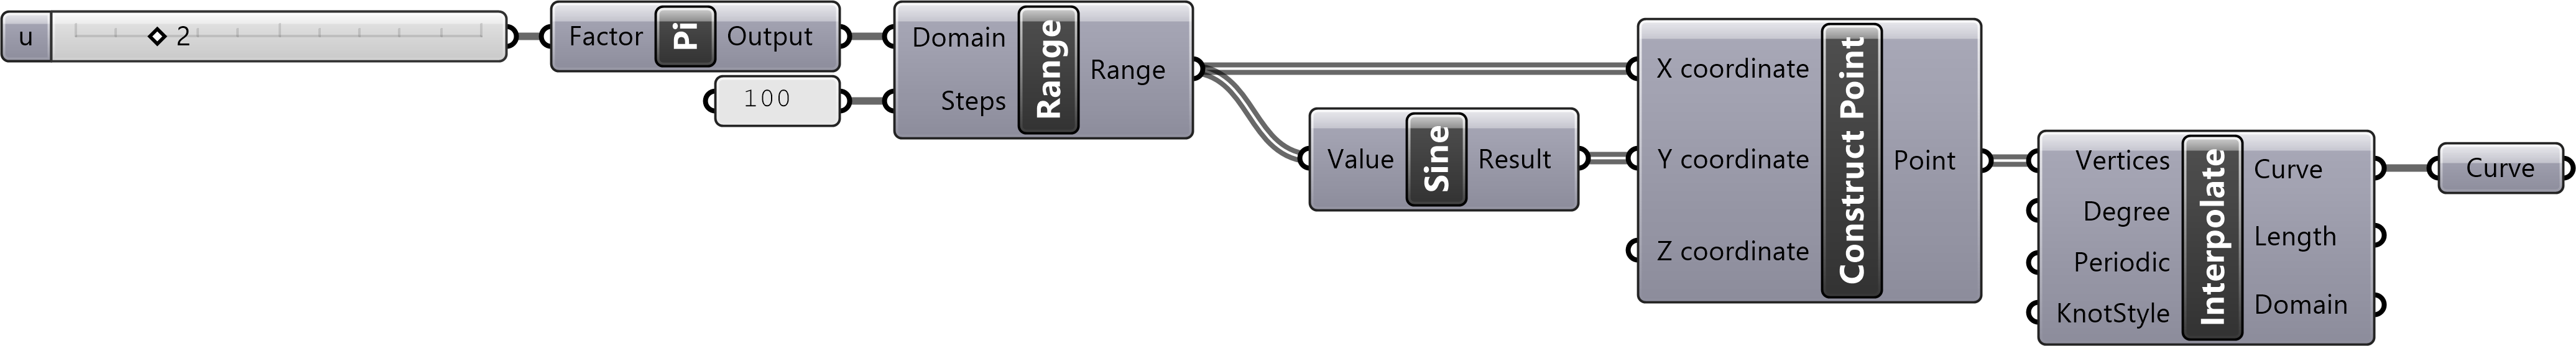 u 2
Factor Pi Output
100
Domain
Steps
Range
Range
Value Sine Result
X coordinate
Y coordinate
Z coordinate
Construct Point
Point
Vertices
Degree
Periodic
KnotStyle
Interpolate
Curve
Length
Domain
Curve